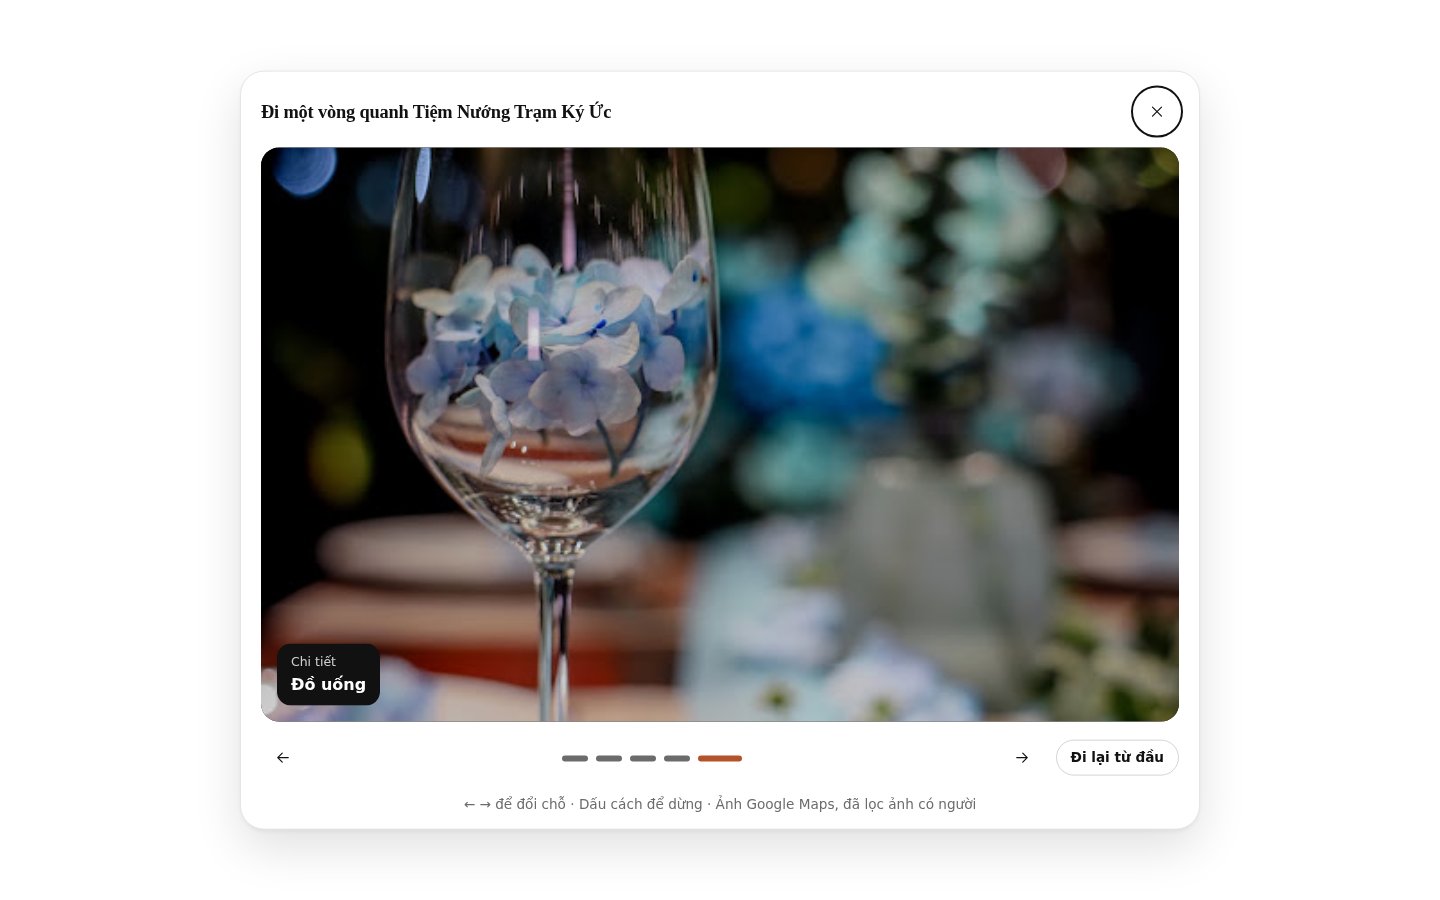 Đi một vòng quanh Tiệm Nướng Trạm Ký Ức
Chi tiết
Đồ uống
Đi lại từ đầu
← → để đổi chỗ · Dấu cách để dừng · Ảnh Google Maps, đã lọc ảnh có người